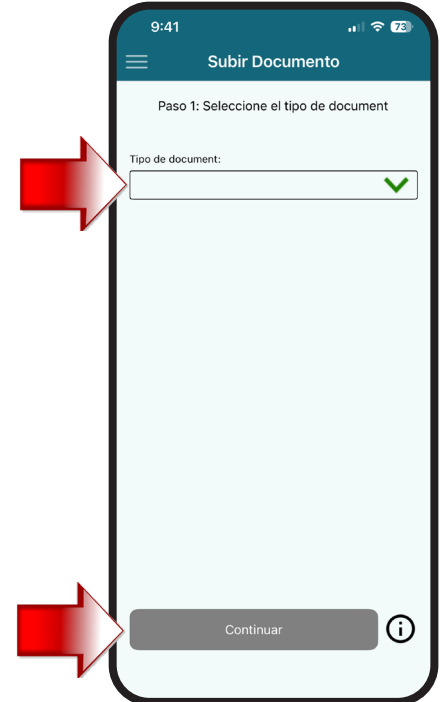 9:41 73
Subir Documento
Paso 1: Seleccione el tipo de document
Tipo de document:
Continuar